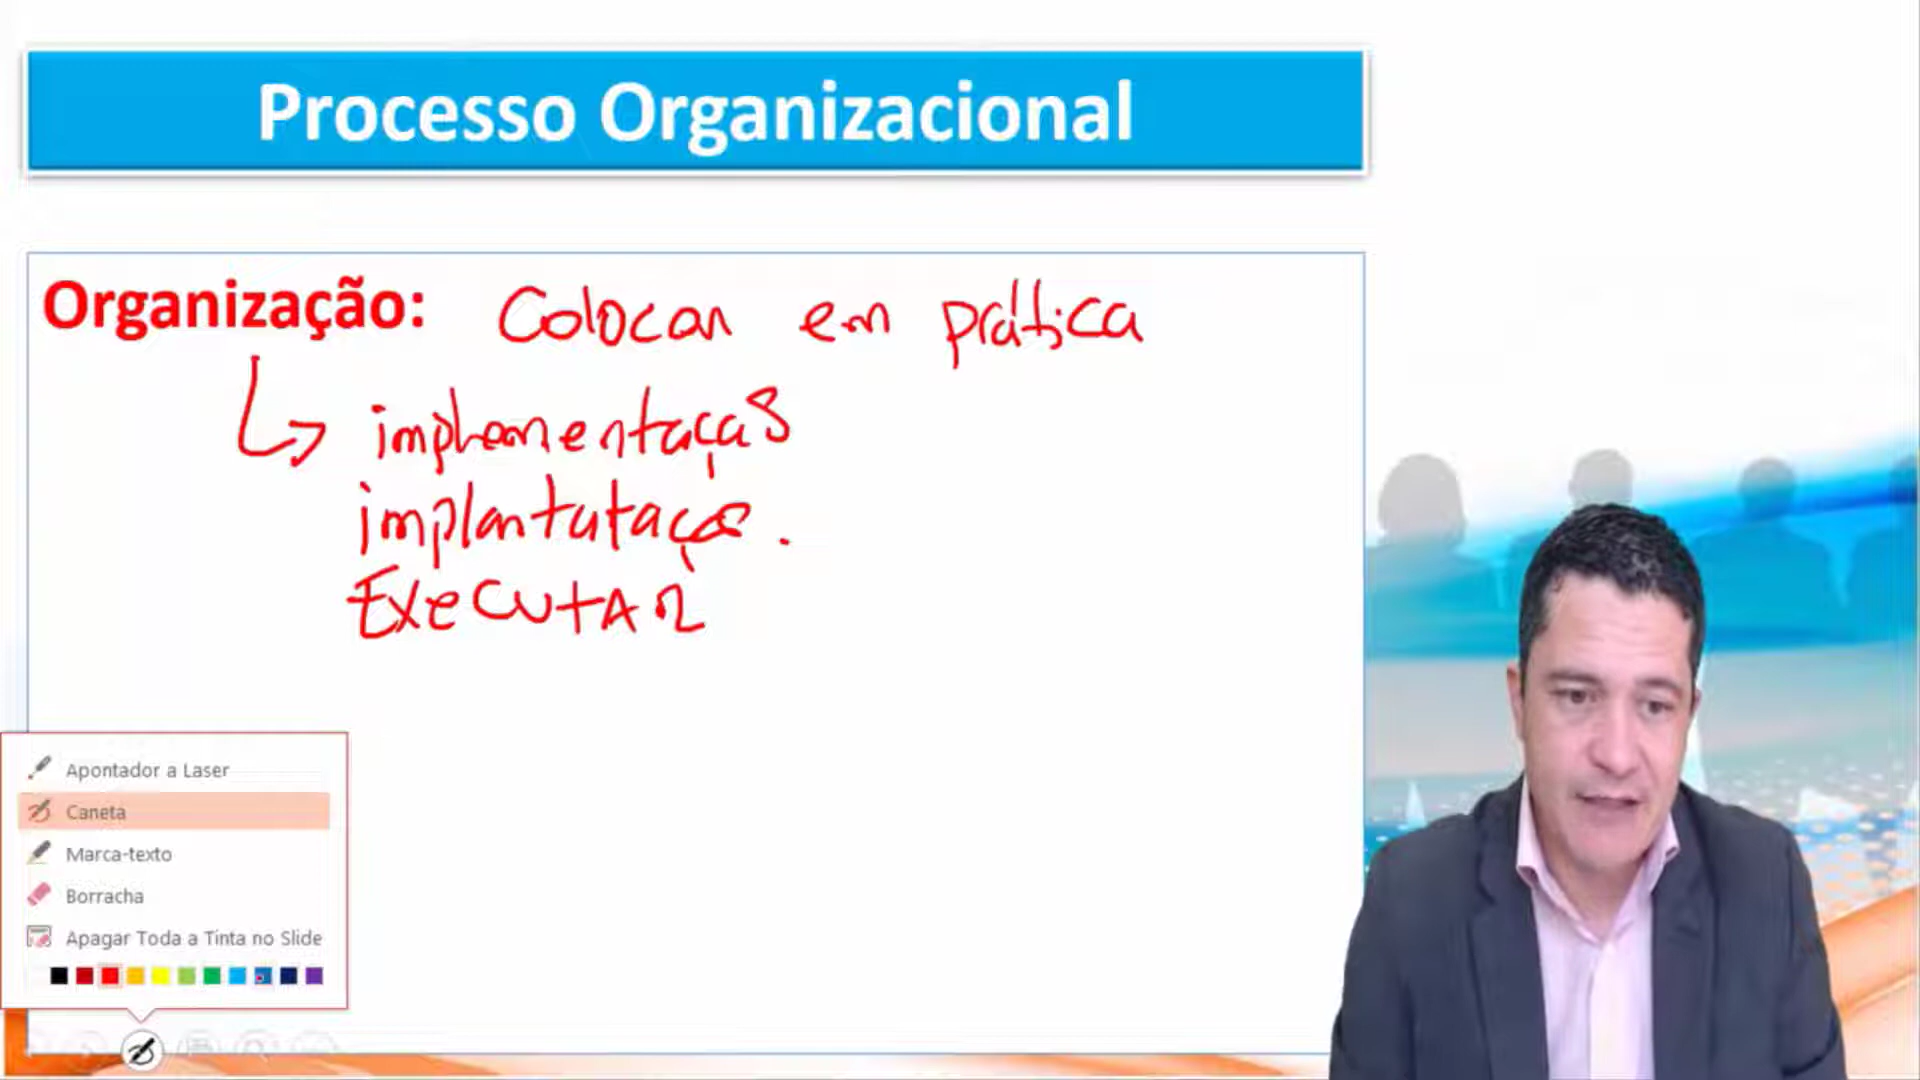 Processo Organizacional
Organização: Colocar em prática
implementação
implantatação.
EXECUTAR
Apontador a Laser
Caneta
Marca-texto
Borracha
Apagar Toda a Tinta no Slide